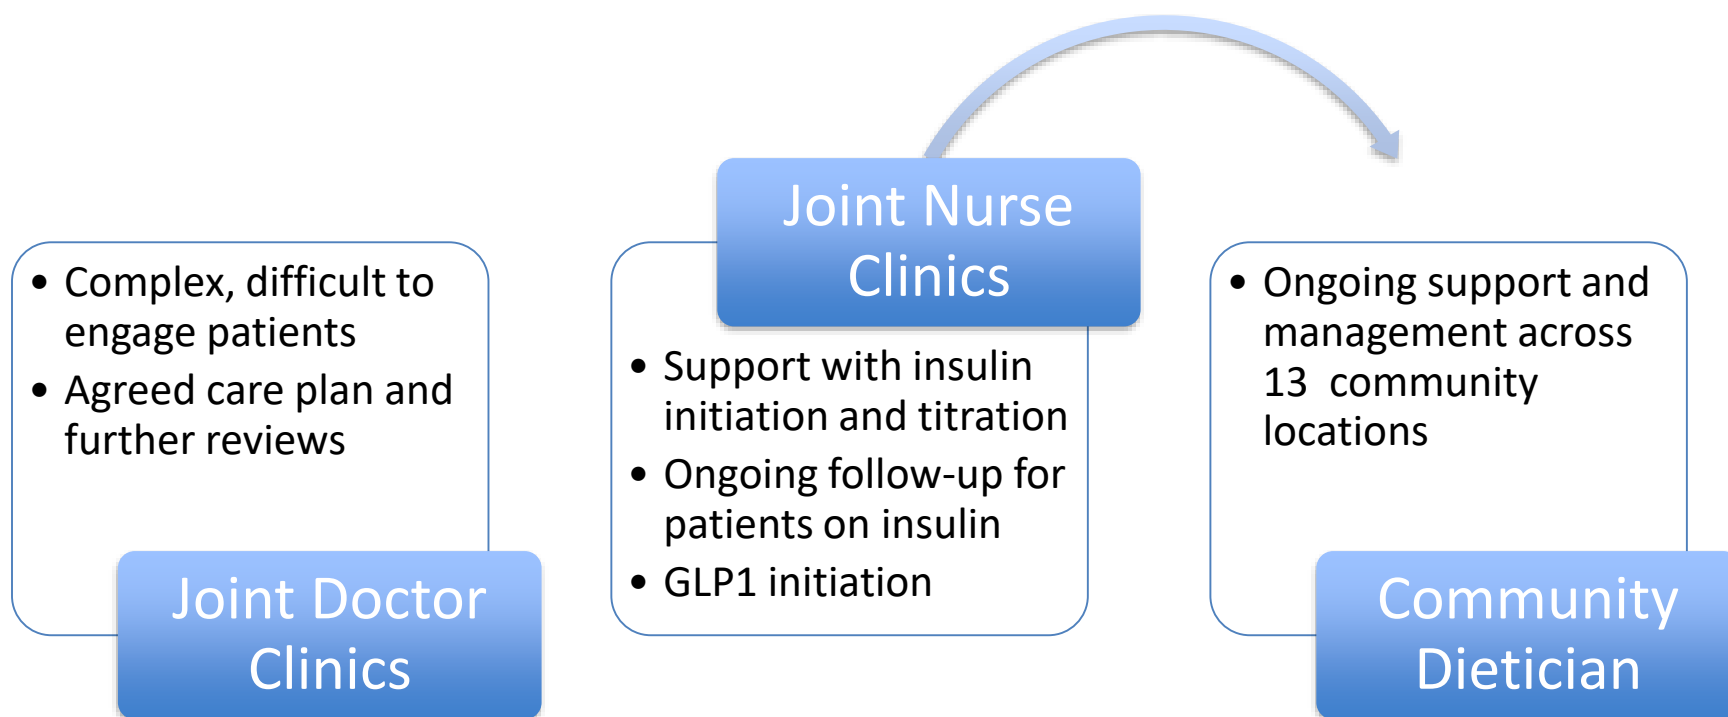 • Complex, difficult to
engage patients
• Agreed care plan and
further reviews
Joint Doctor
Clinics
Joint Nurse
Clinics
• Support with insulin
initiation and titration
• Ongoing follow-up for
patients on insulin
• GLP1 initiation
• Ongoing support and
management across
13  community
locations
Community
Dietician